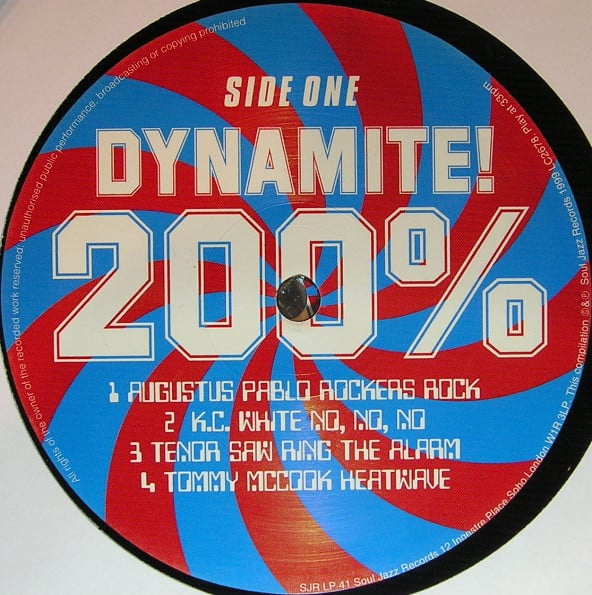 SIDE ONE
DYNAMITE!
200%
1 AUGUSTUS PABLO ROCKERS ROCK
2 K.C. WHITE NO, NO, NO
3 TENOR SAW RING THE ALARM
4 TOMMY MCCOOK HEATWAVE
All rights of the owner of the recorded work reserved. unauthorised public performance, broadcasting or copying prohibited
SJR LP 41 Soul Jazz Records 12 Ingestre Place Soho London W1R 3LP. This compilation ©&℗ Soul Jazz Records 1999 LC2678. Play at 33rpm